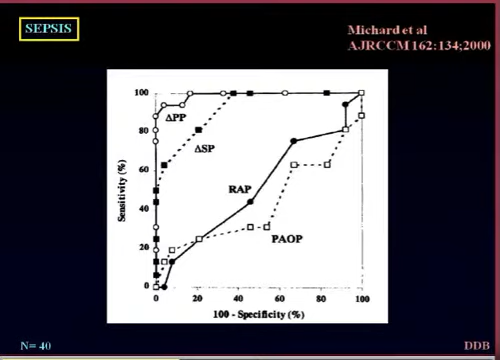 SEPSIS
Michard et al
AJRCCM 162:134;2000
100
80
60
40
20
0
Sensitivity (%)
ΔPP
ΔSP
RAP
PAOP
0 20 40 60 80 100
100 - Specificity (%)
N= 40
DDB